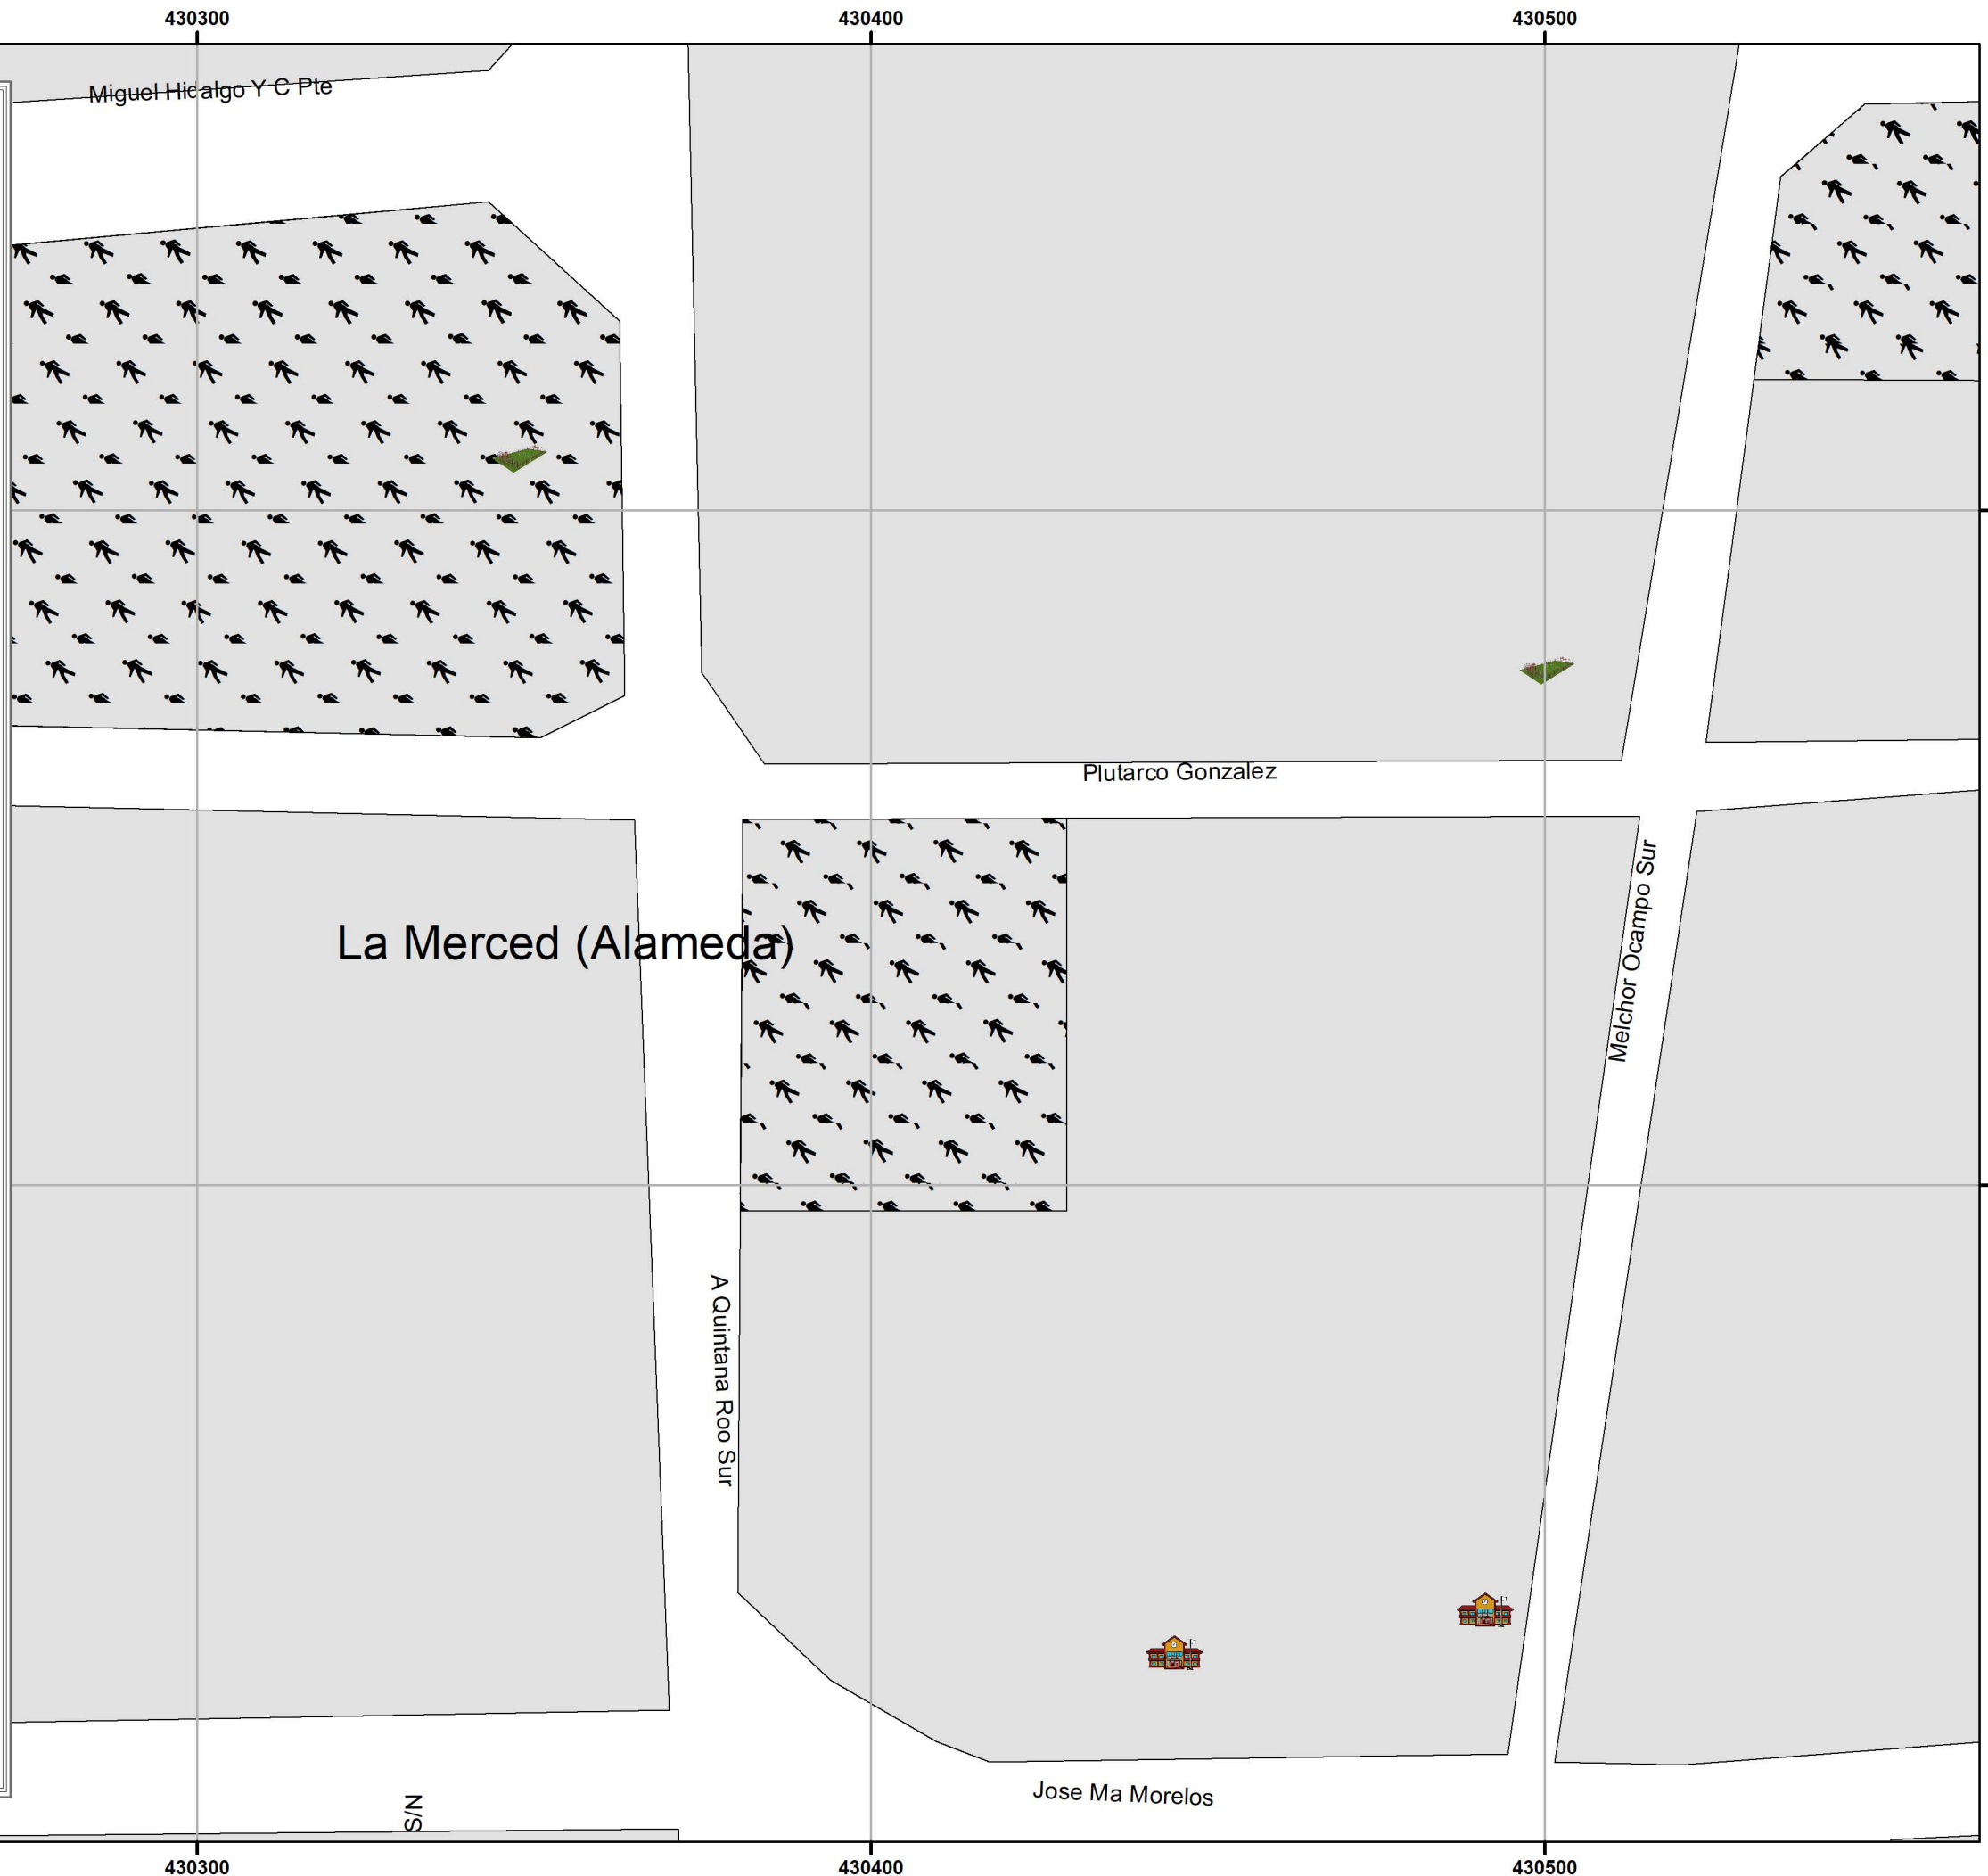 430300 430400 430500
Miguel Hidalgo Y C Pte
Plutarco Gonzalez
La Merced (Alameda)
Melchor Ocampo Sur
A Quintana Roo Sur
Jose Ma Morelos
S/N
430300 430400 430500